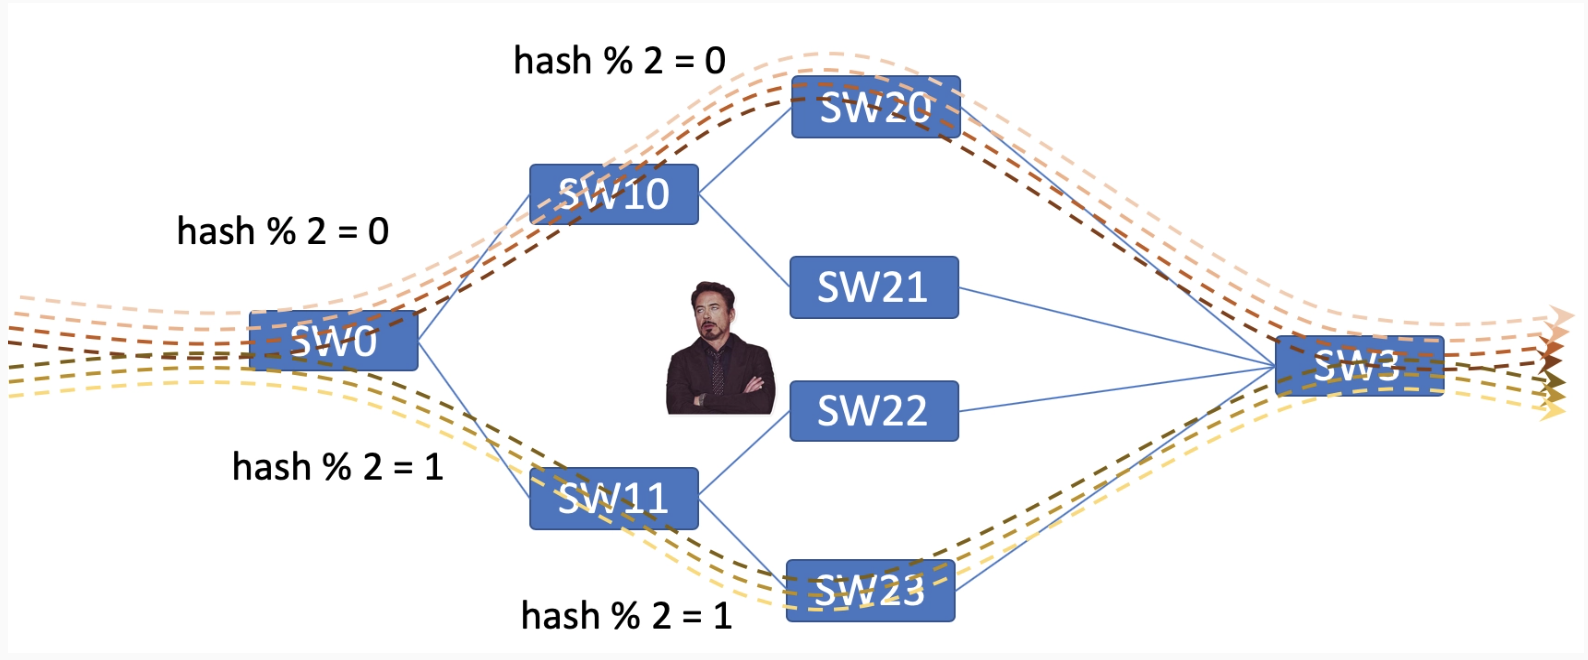 hash % 2 = 0
SW20
SW10
hash % 2 = 0
SW21
SW0
SW3
SW22
hash % 2 = 1
SW11
SW23
hash % 2 = 1